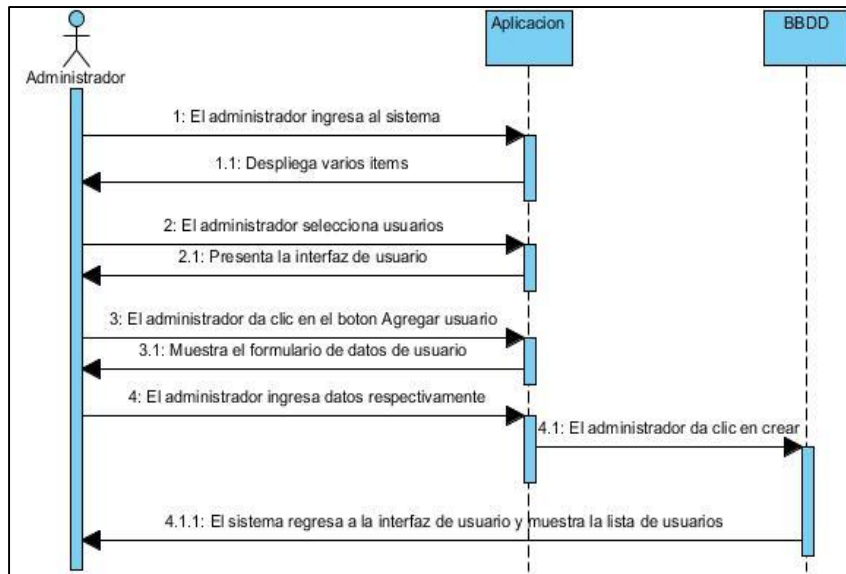 Aplicacion
BBDD
Administrador
1: El administrador ingresa al sistema
1.1: Despliega varios items
2: El administrador selecciona usuarios
2.1: Presenta la interfaz de usuario
3: El administrador da clic en el boton Agregar usuario
3.1: Muestra el formulario de datos de usuario
4: El administrador ingresa datos respectivamente
4.1: El administrador da clic en crear
4.1.1: El sistema regresa a la interfaz de usuario y muestra la lista de usuarios